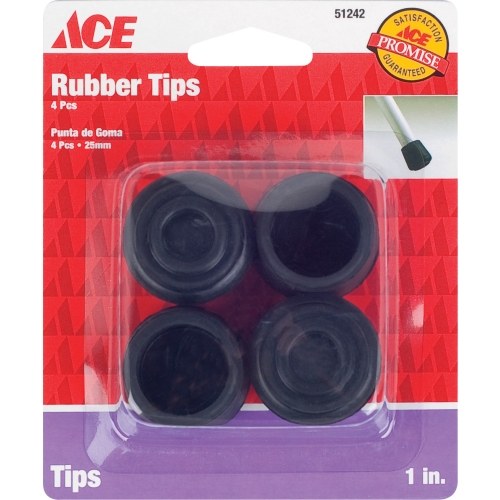 ACE
51242
SATISFACTION
ACE
PROMISE
GUARANTEED
Rubber Tips
4 Pcs
Punta de Goma
4 Pcs • 25mm
Tips
1 in.